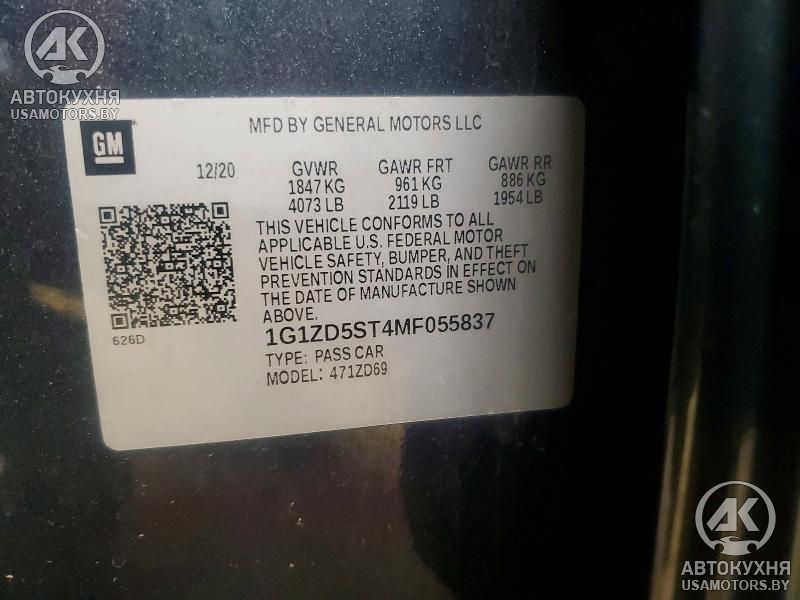 AK
АВТОКУХНЯ
USAMOTORS.BY
GM
MFD BY GENERAL MOTORS LLC
12/20 GVWR GAWR FRT GAWR RR
1847 KG 961 KG 886 KG
4073 LB 2119 LB 1954 LB
THIS VEHICLE CONFORMS TO ALL
APPLICABLE U.S. FEDERAL MOTOR
VEHICLE SAFETY, BUMPER, AND THEFT
PREVENTION STANDARDS IN EFFECT ON
THE DATE OF MANUFACTURE SHOWN
ABOVE.
626D
1G1ZD5ST4MF055837
TYPE: PASS CAR
MODEL: 471ZD69
AK
АВТОКУХНЯ
USAMOTORS.BY